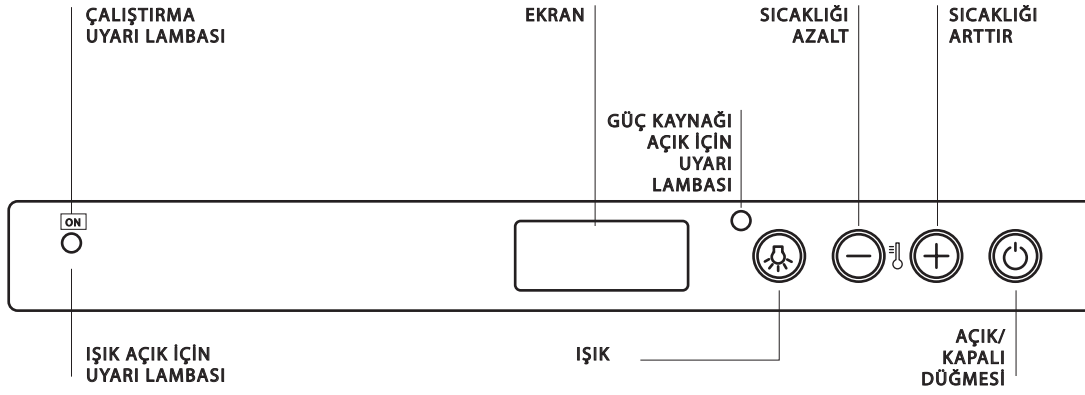 ÇALIŞTIRMA
UYARI LAMBASI
EKRAN
SICAKLIĞI
AZALT
SICAKLIĞI
ARTTIR
GÜÇ KAYNAĞI
AÇIK İÇİN
UYARI
LAMBASI
ON
IŞIK AÇIK İÇİN
UYARI LAMBASI
IŞIK
AÇIK/
KAPALI
DÜĞMESİ